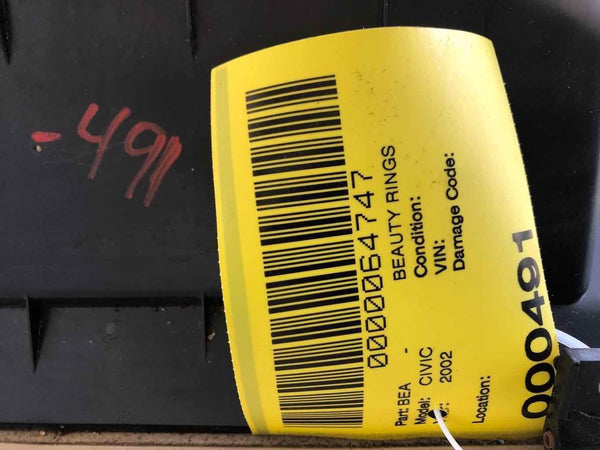 -491
0000064747
BEAUTY RINGS
Part: BEA -
Condition:
Model: CIVIC
VIN:
2002
Damage Code:
Location:
000491